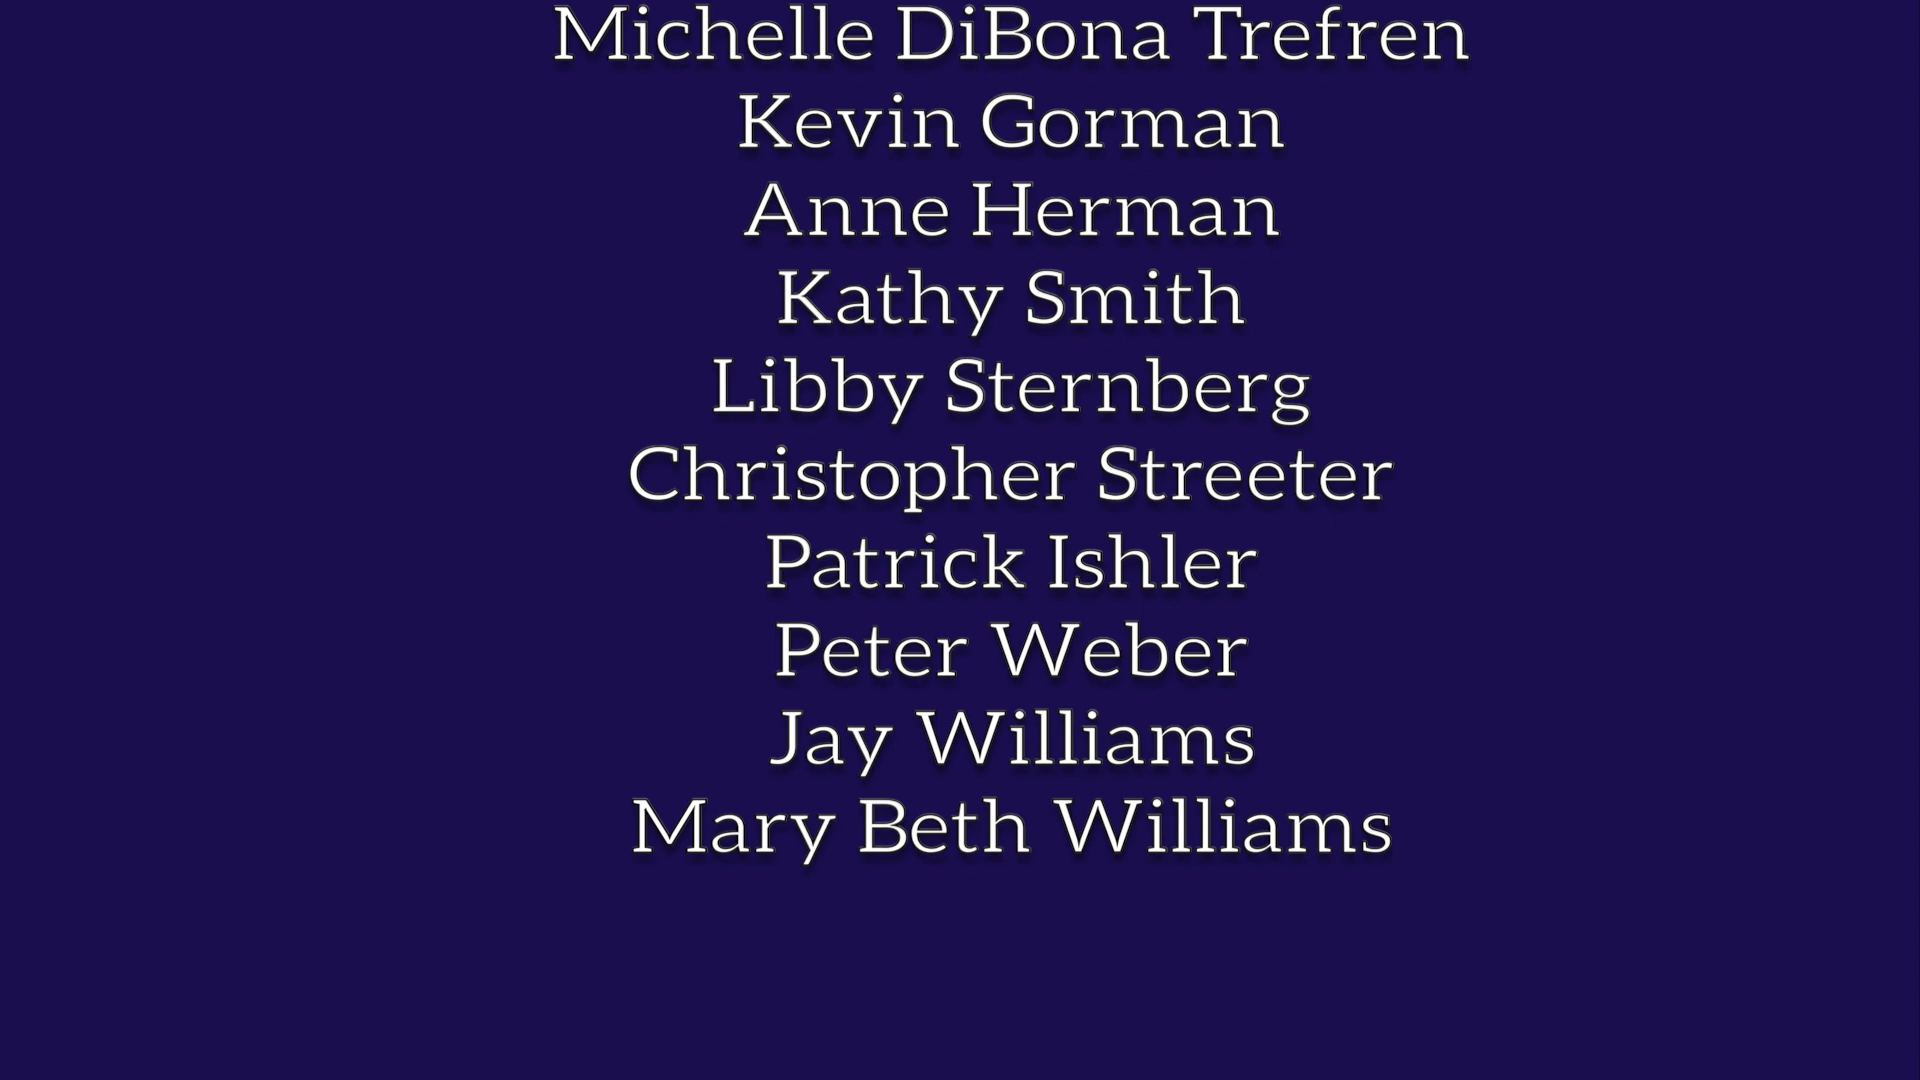 Michelle DiBona Trefren
Kevin Gorman
Anne Herman
Kathy Smith
Libby Sternberg
Christopher Streeter
Patrick Ishler
Peter Weber
Jay Williams
Mary Beth Williams